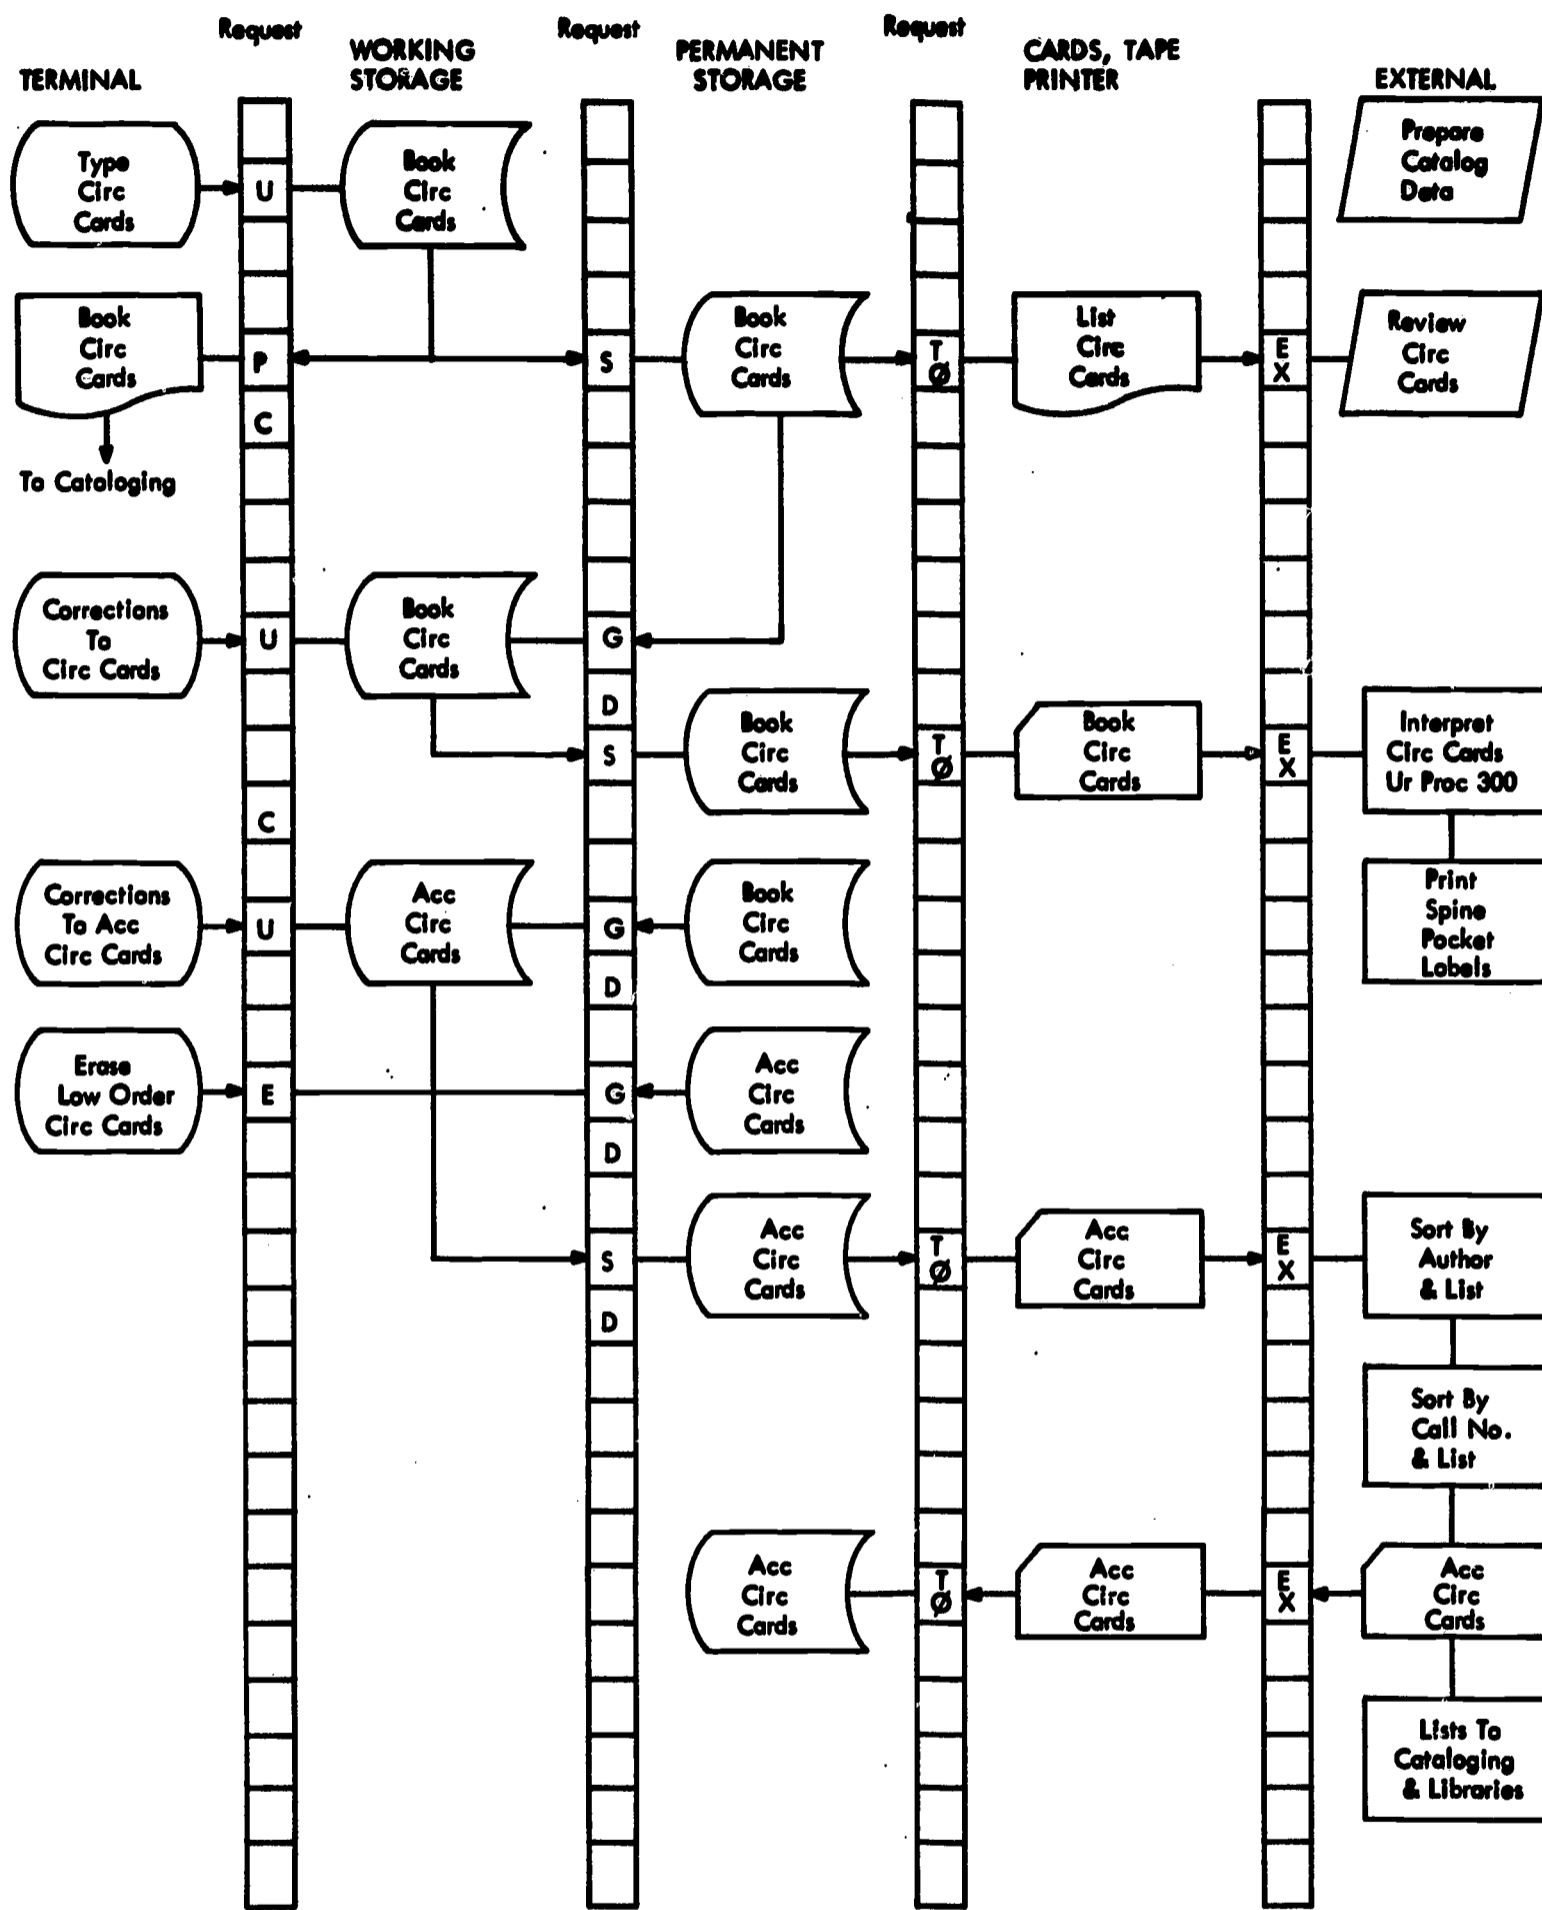 Request
Request
Request
TERMINAL
WORKING
STORAGE
PERMANENT
STORAGE
CARDS, TAPE
PRINTER
EXTERNAL
Type
Circ
Cards
U
Book
Circ
Cards
Prepare
Catalog
Data
Book
Circ
Cards
P
S
Book
Circ
Cards
T
Ø
List
Circ
Cards
E
X
Review
Circ
Cards
C
To Cataloging
Corrections
To
Circ Cards
U
Book
Circ
Cards
G
D
S
Book
Circ
Cards
T
Ø
Book
Circ
Cards
E
X
Interpret
Circ Cards
Ur Proc 300
C
Corrections
To Acc
Circ Cards
U
Acc
Circ
Cards
G
Book
Circ
Cards
Print
Spine
Pocket
Labels
D
Erase
Low Order
Circ Cards
E
G
Acc
Circ
Cards
D
S
Acc
Circ
Cards
T
Ø
Acc
Circ
Cards
E
X
Sort By
Author
& List
D
Sort By
Call No.
& List
Acc
Circ
Cards
T
Ø
Acc
Circ
Cards
E
X
Acc
Circ
Cards
Lists To
Cataloging
& Libraries